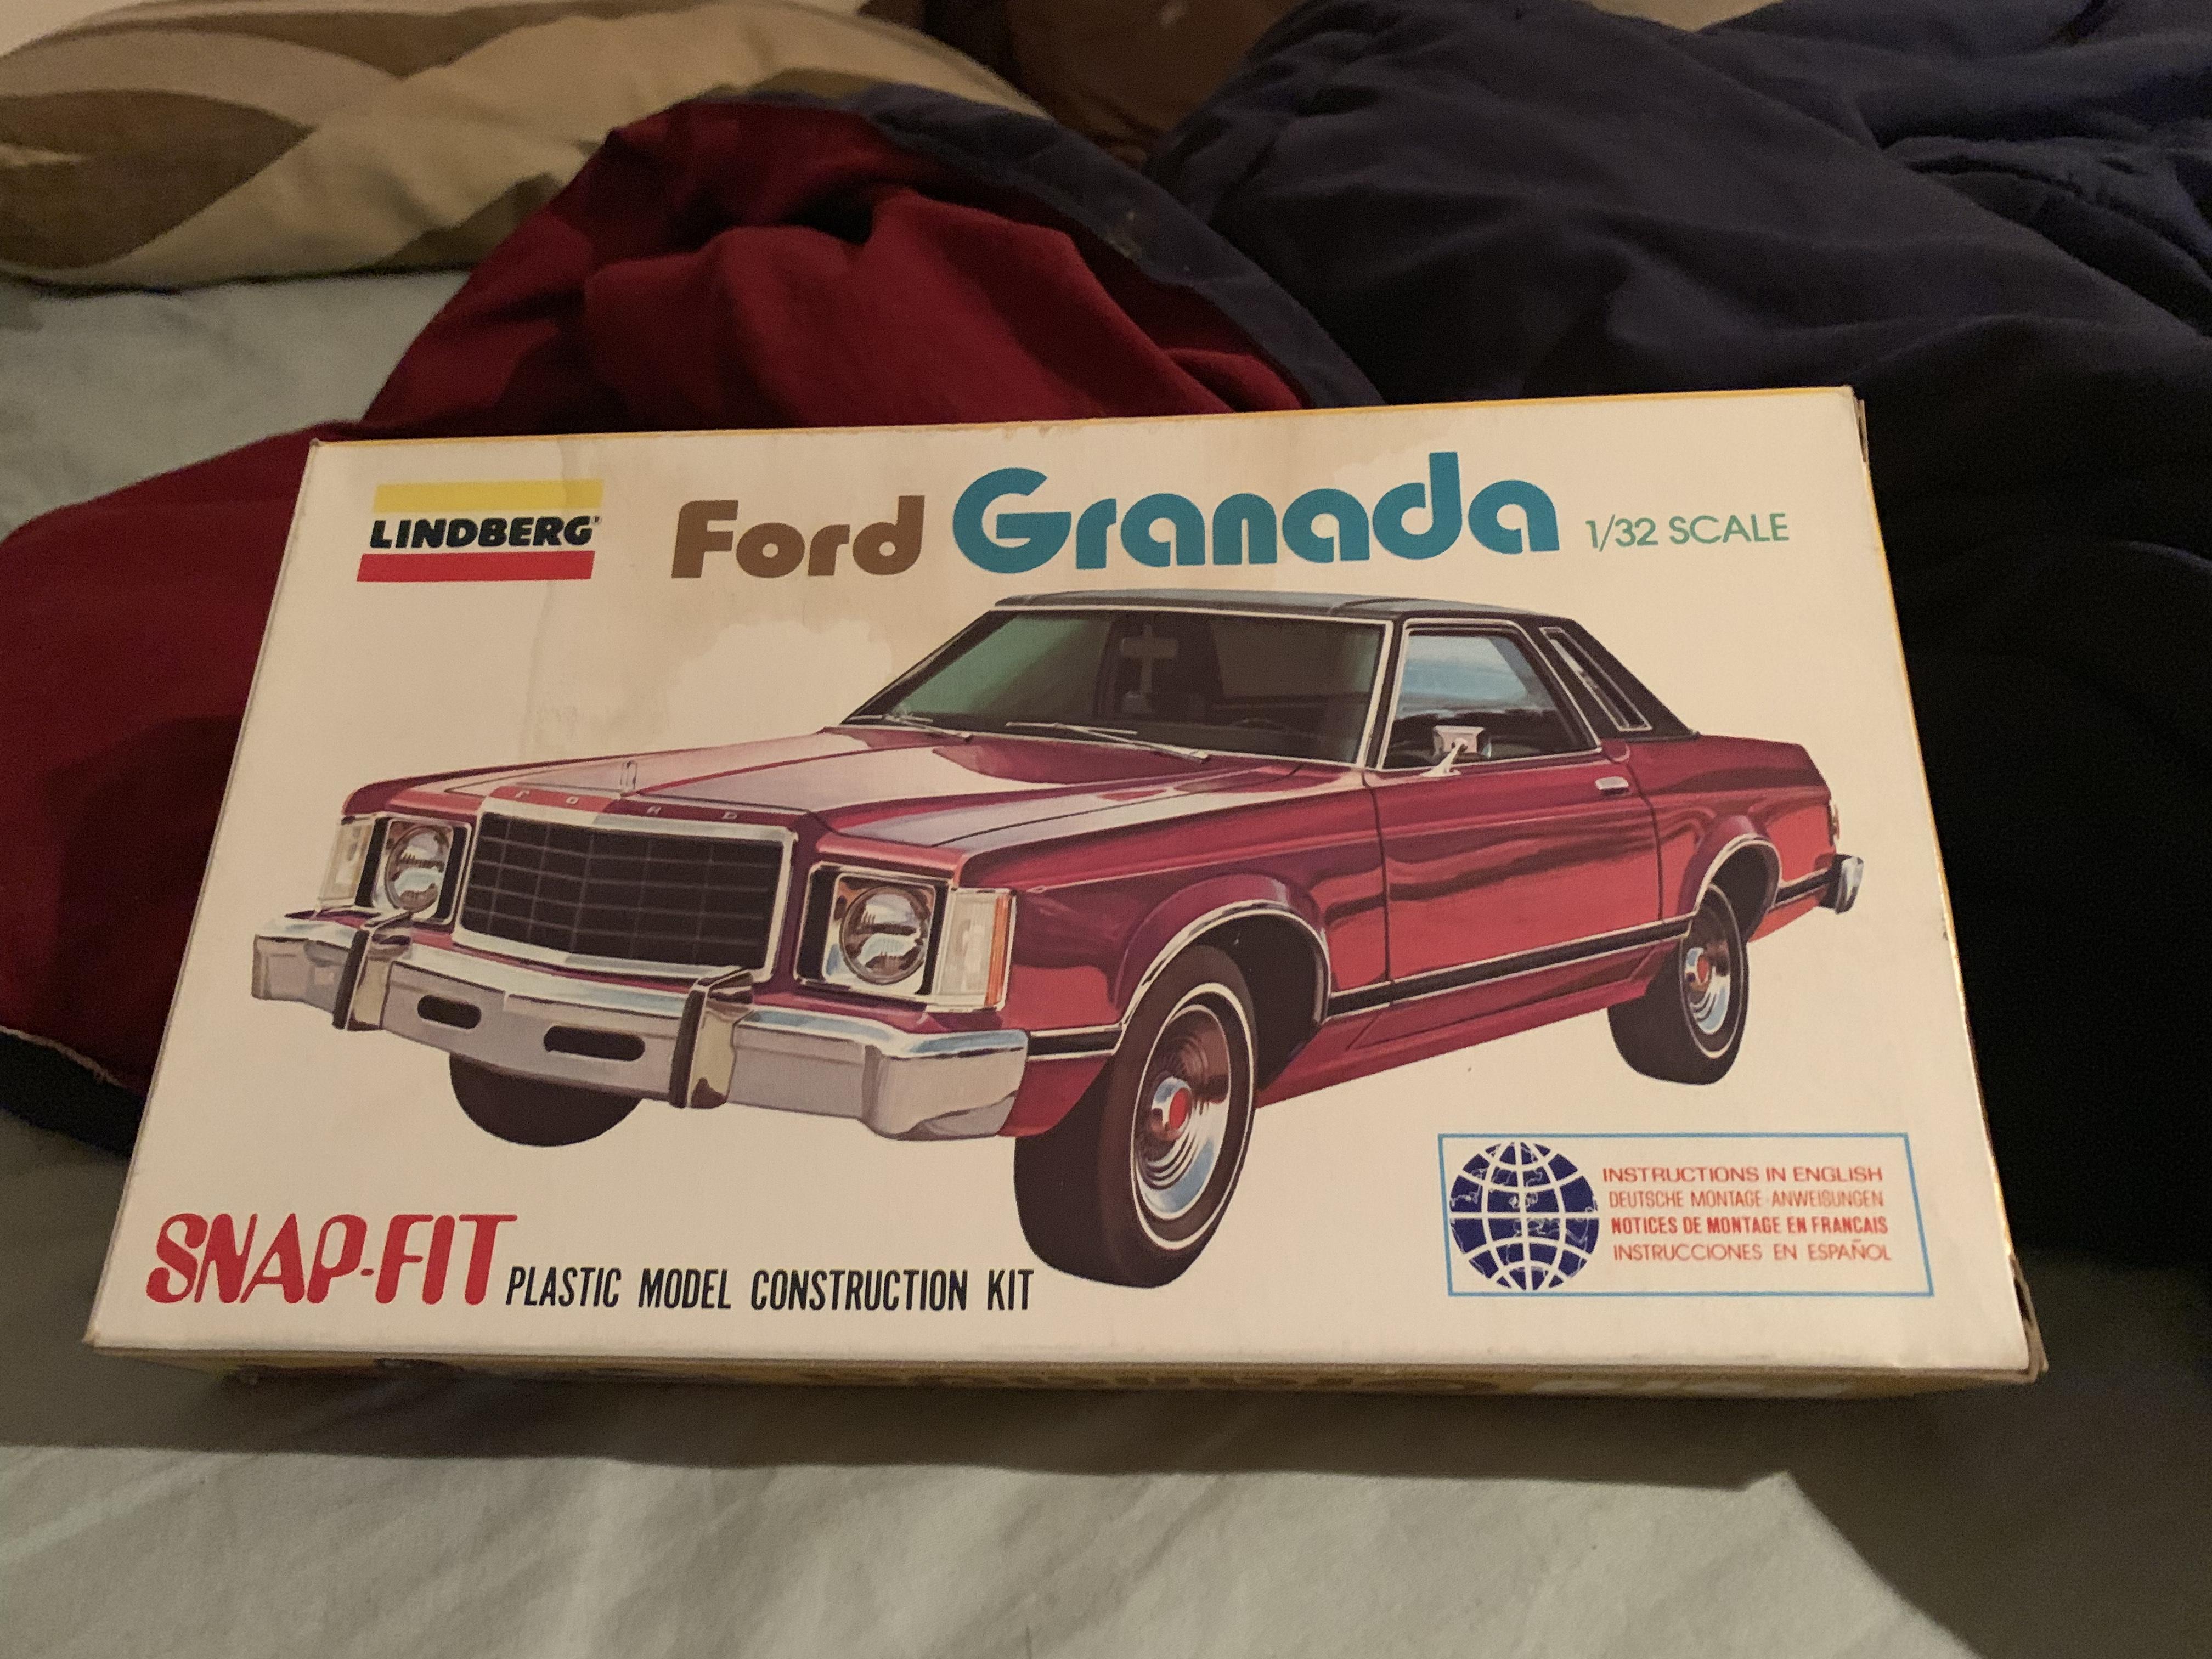 LINDBERG®
Ford Granada 1/32 SCALE
FORD
SNAP-FIT PLASTIC MODEL CONSTRUCTION KIT
INSTRUCTIONS IN ENGLISH
DEUTSCHE MONTAGE-ANWEISUNGEN
NOTICES DE MONTAGE EN FRANCAIS
INSTRUCCIONES EN ESPAÑOL